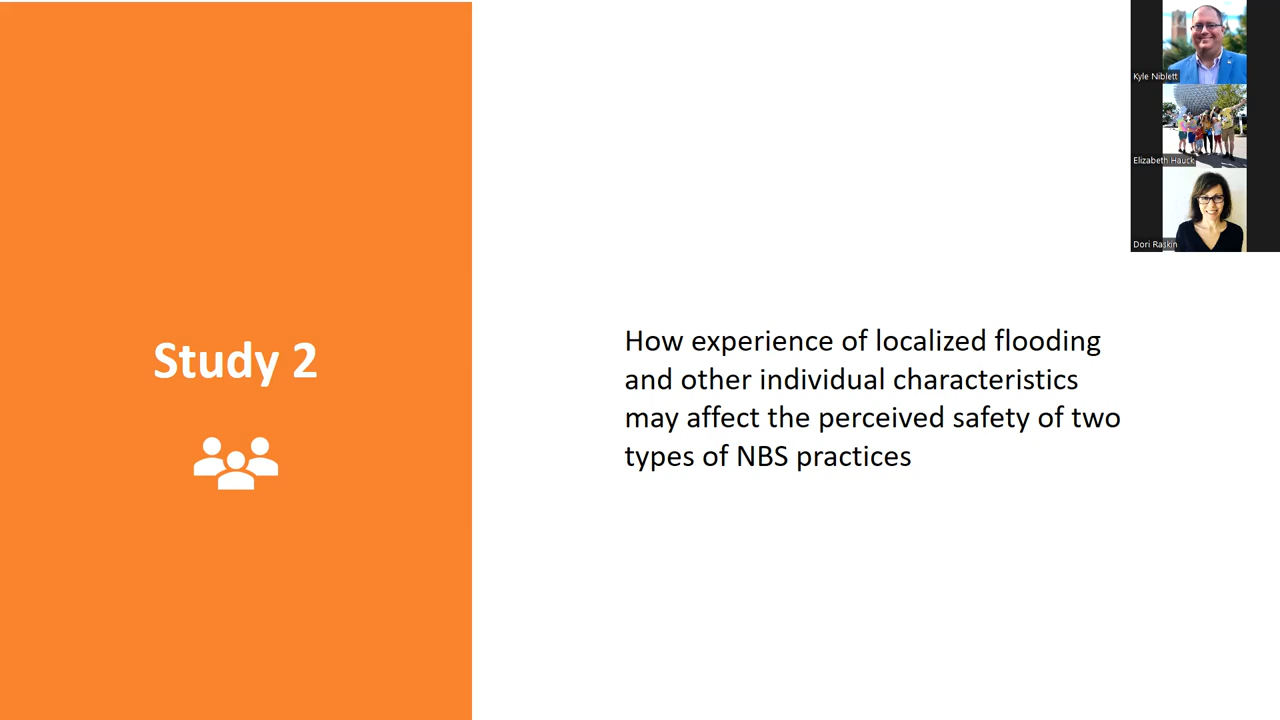 Study 2
How experience of localized flooding
and other individual characteristics
may affect the perceived safety of two
types of NBS practices
Kyle Niblett
Elizabeth Hauck
Dori Raskin